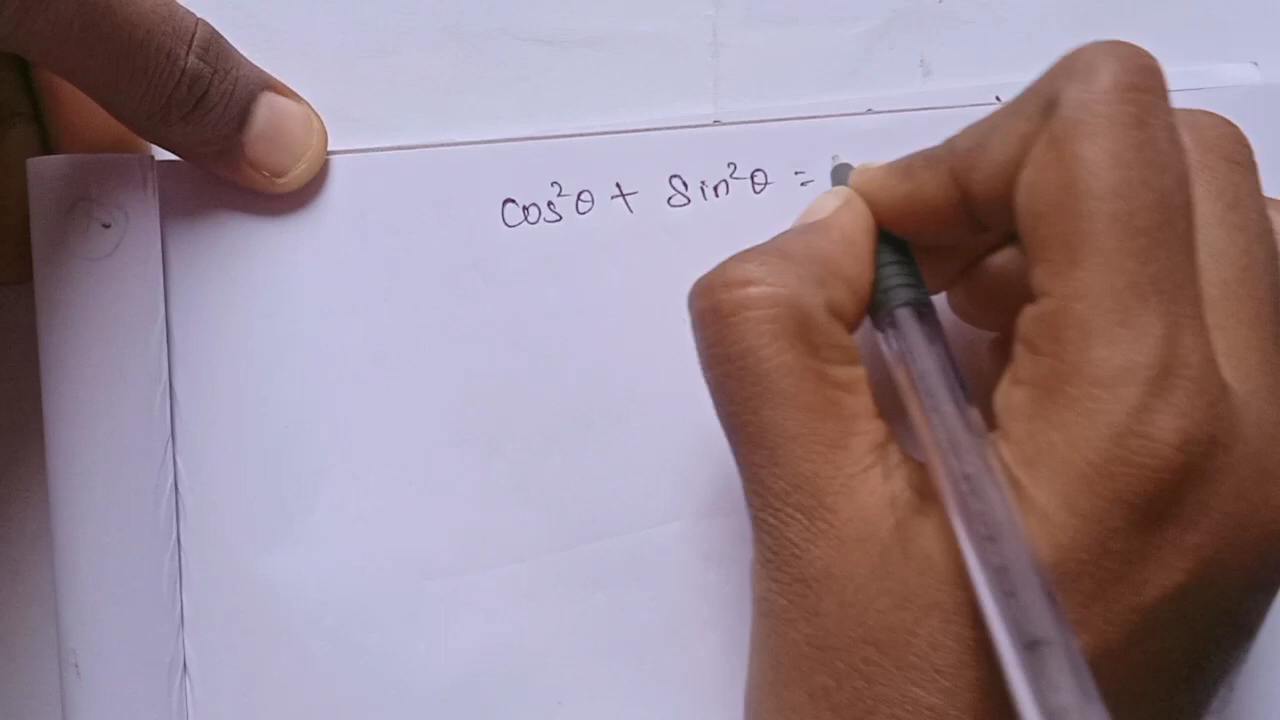 cos²θ + Sin²θ =